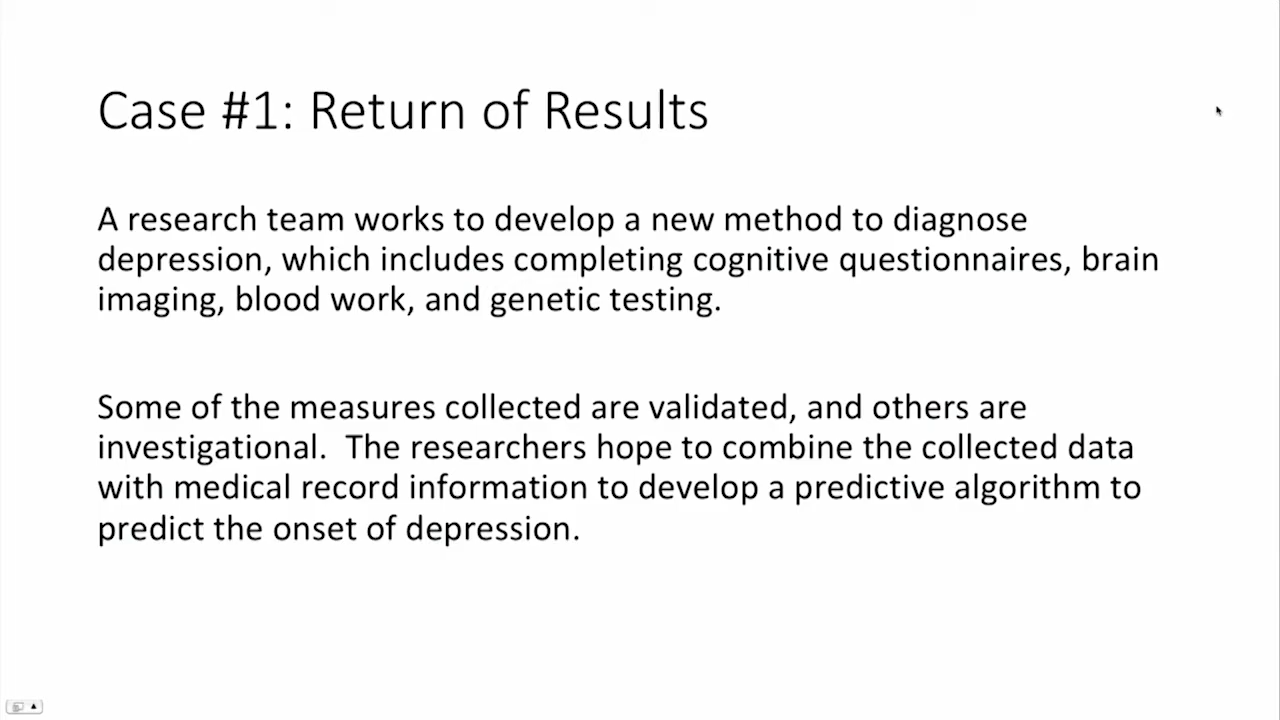 Case #1: Return of Results
A research team works to develop a new method to diagnose
depression, which includes completing cognitive questionnaires, brain
imaging, blood work, and genetic testing.
Some of the measures collected are validated, and others are
investigational.  The researchers hope to combine the collected data
with medical record information to develop a predictive algorithm to
predict the onset of depression.